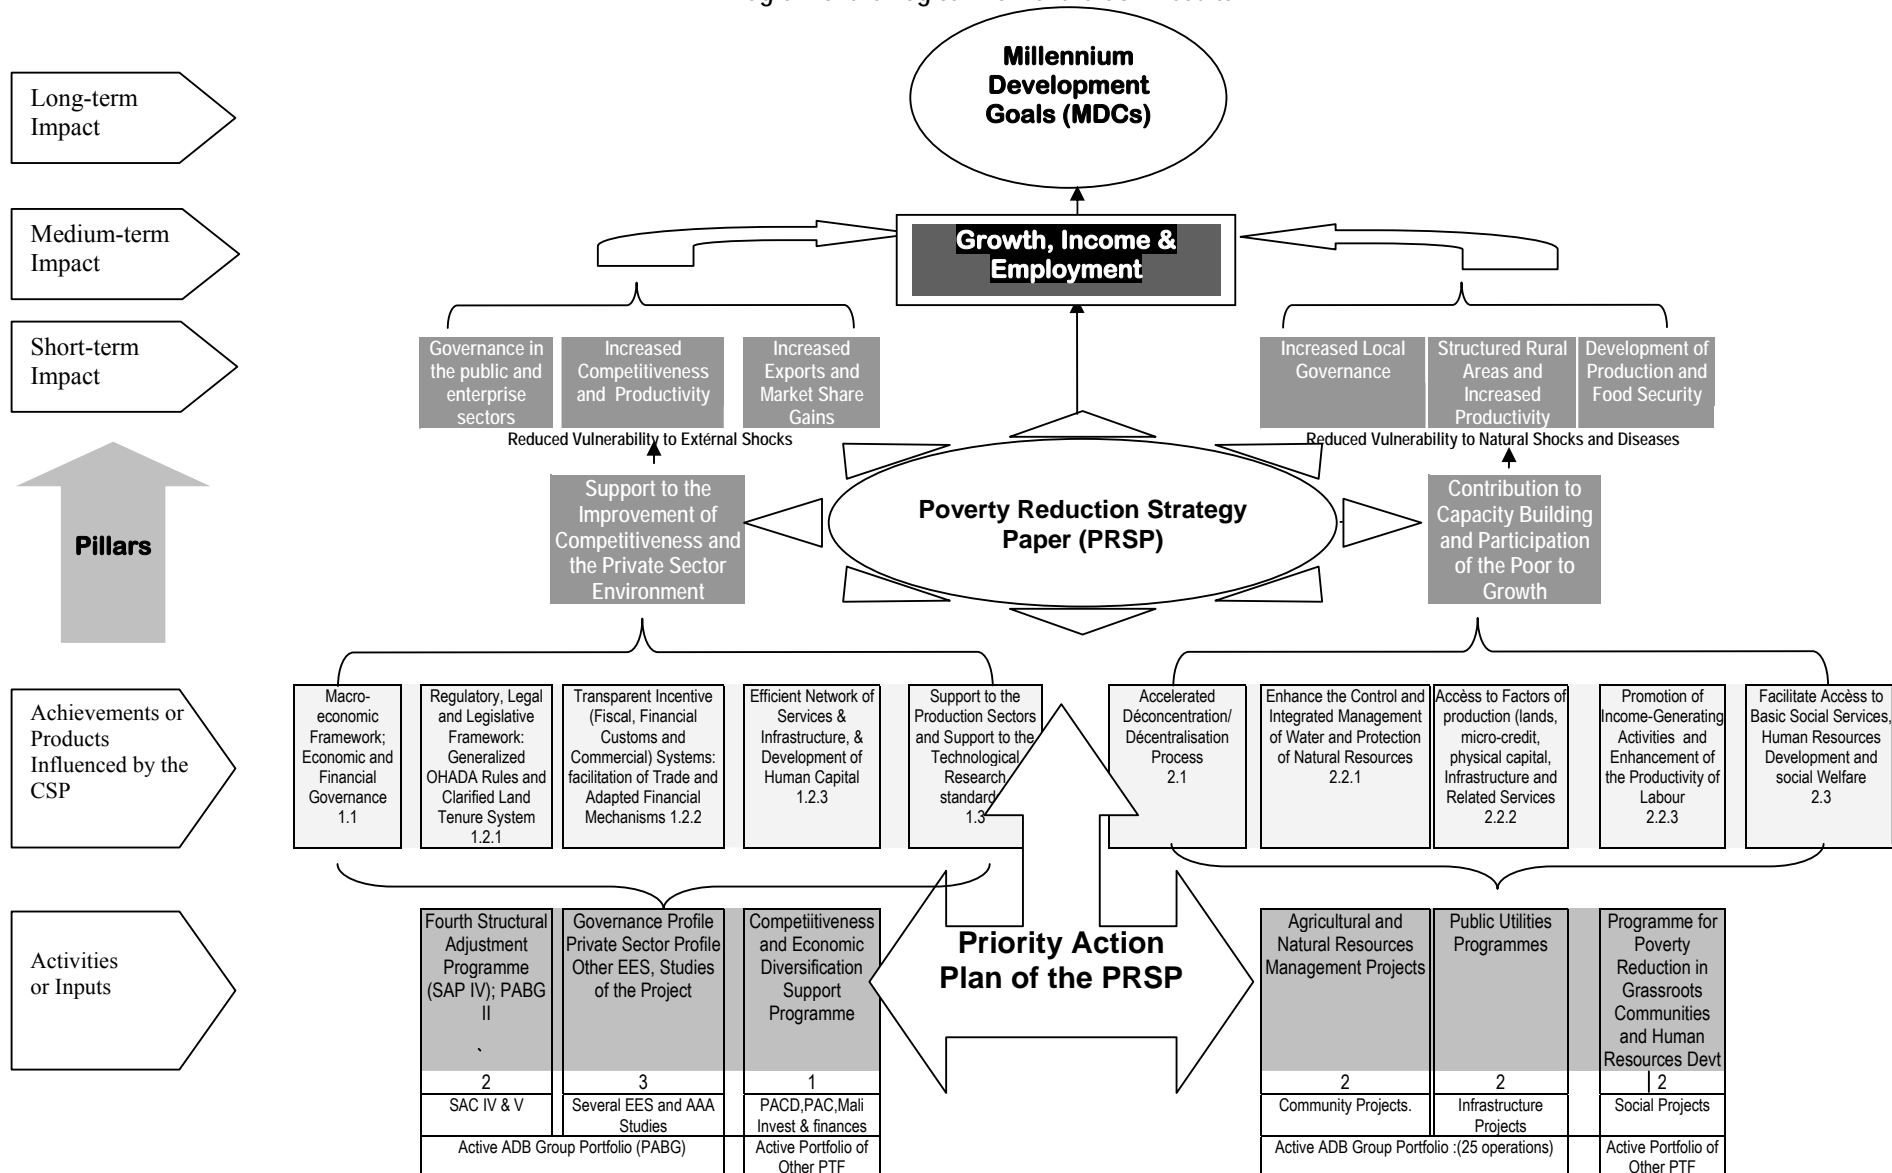 Millennium
Development
Goals (MDCs)
Long-term
Impact
Medium-term
Impact
Growth, Income &
Employment
Short-term
Impact
Governance in
the public and
enterprise
sectors
Increased
Competitiveness
and Productivity
Increased
Exports and
Market Share
Gains
Increased Local
Governance
Structured Rural
Areas and
Increased
Productivity
Development of
Production and
Food Security
Reduced Vulnerability to Extérnal Shocks
Reduced Vulnerability to Natural Shocks and Diseases
Pillars
Support to the
Improvement of
Competitiveness and
the Private Sector
Environment
Poverty Reduction Strategy
Paper (PRSP)
Contribution to
Capacity Building
and Participation
of the Poor to
Growth
Achievements or
Products
Influenced by the
CSP
Macro-
economic
Framework;
Economic and
Financial
Governance
1.1
Regulatory, Legal
and Legislative
Framework:
Generalized
OHADA Rules and
Clarified Land
Tenure System
1.2.1
Transparent Incentive
(Fiscal, Financial
Customs and
Commercial) Systems:
facilitation of Trade and
Adapted Financial
Mechanisms 1.2.2
Efficient Network of
Services &
Infrastructure, &
Development of
Human Capital
1.2.3
Support to the
Production Sectors
and Support to the
Technological
Research,
standard
1.3
Accelerated
Déconcentration/
Décentralisation
Process
2.1
Enhance the Control and
Integrated Management
of Water and Protection
of Natural Resources
2.2.1
Accès to Factors of
production (lands,
micro-credit,
physical capital,
Infrastructure and
Related Services
2.2.2
Promotion of
Income-Generating
Activities and
Enhancement of
the Productivity of
Labour
2.2.3
Facilitate Accès to
Basic Social Services,
Human Resources
Development and
social Welfare
2.3
Activities
or Inputs
Fourth Structural
Adjustment
Programme
(SAP IV); PABG
II
`
2
SAC IV & V
Governance Profile
Private Sector Profile
Other EES, Studies
of the Project
3
Several EES and AAA
Studies
Competiitiveness
and Economic
Diversification
Support
Programme
1
PACD,PAC,Mali
Invest & finances
Active ADB Group Portfolio (PABG)
Active Portfolio of
Other PTF
Priority Action
Plan of the PRSP
Agricultural and
Natural Resources
Management Projects
2
Community Projects.
Public Utilities
Programmes
2
Infrastructure
Projects
Programme for
Poverty
Reduction in
Grassroots
Communities
and Human
Resources Devt
2
Social Projects
Active ADB Group Portfolio :(25 operations)
Active Portfolio of
Other PTF